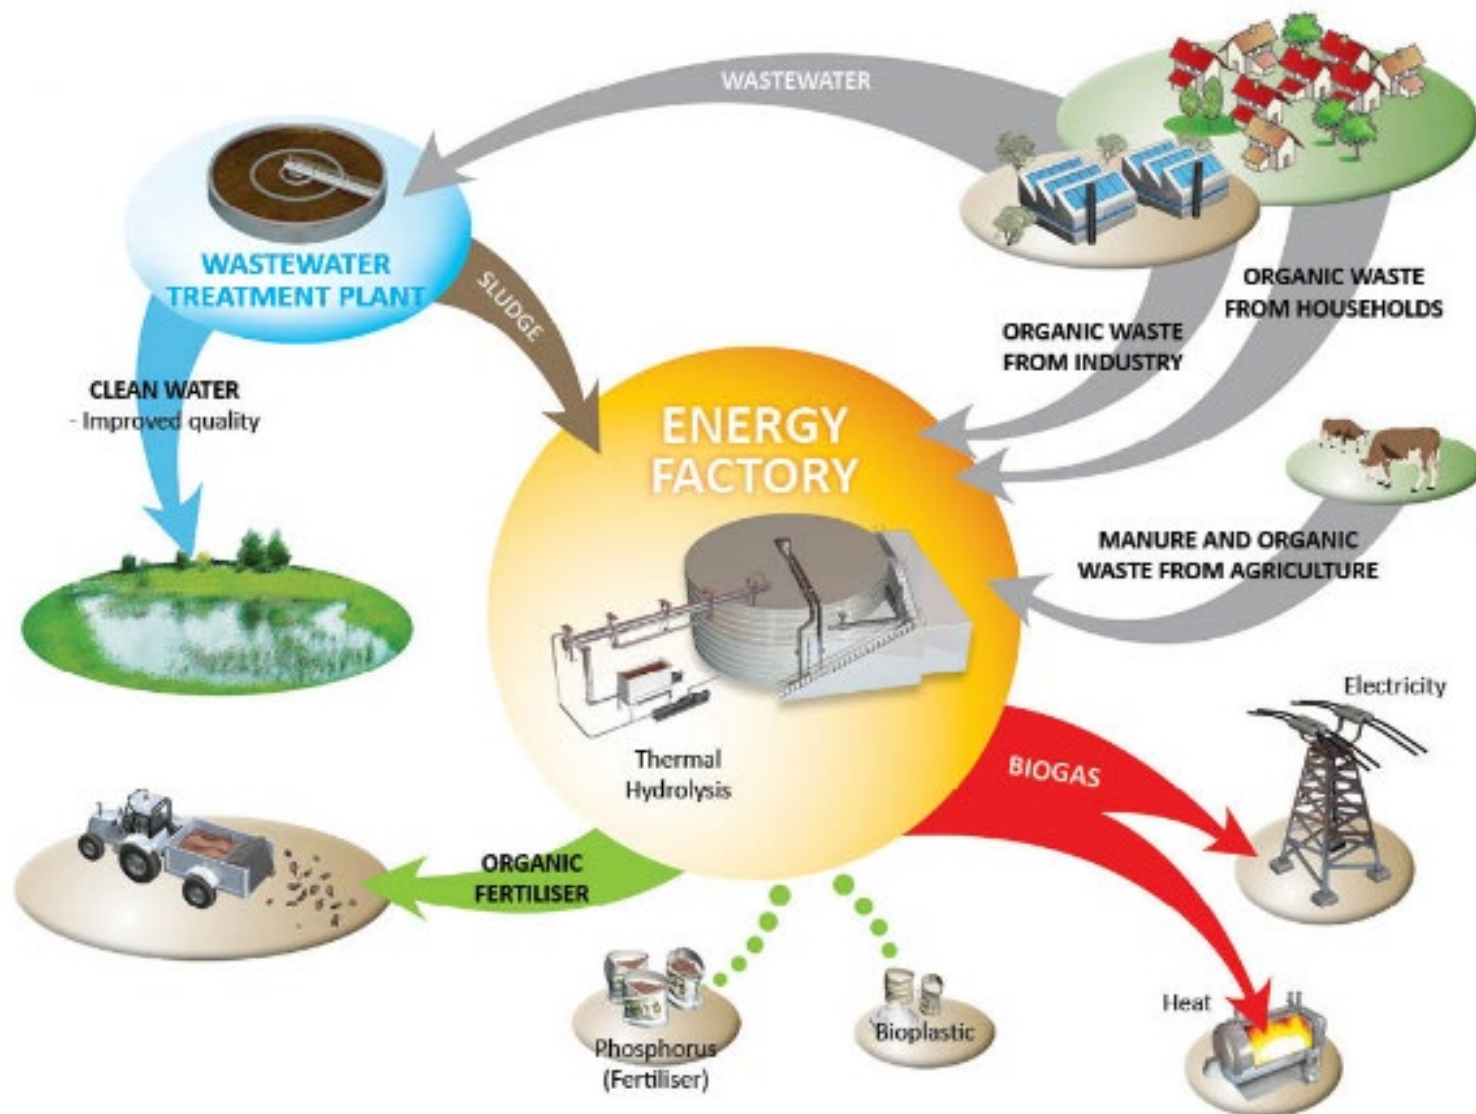 WASTEWATER
WASTEWATER
TREATMENT PLANT
SLUDGE
ORGANIC WASTE
FROM HOUSEHOLDS
ORGANIC WASTE
FROM INDUSTRY
CLEAN WATER
- Improved quality
ENERGY
FACTORY
MANURE AND ORGANIC
WASTE FROM AGRICULTURE
Thermal
Hydrolysis
Electricity
BIOGAS
ORGANIC
FERTILISER
Heat
Phosphorus
(Fertiliser)
Bioplastic